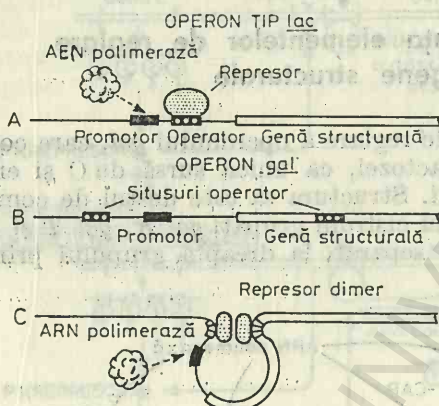 OPERON TIP lac
AEN polimerază
Represor
A
Promotor Operator Genă structurală
OPERON gal
Situsuri operator
B
Promotor Genă structurală
Represor dimer
C
ARN polimerază